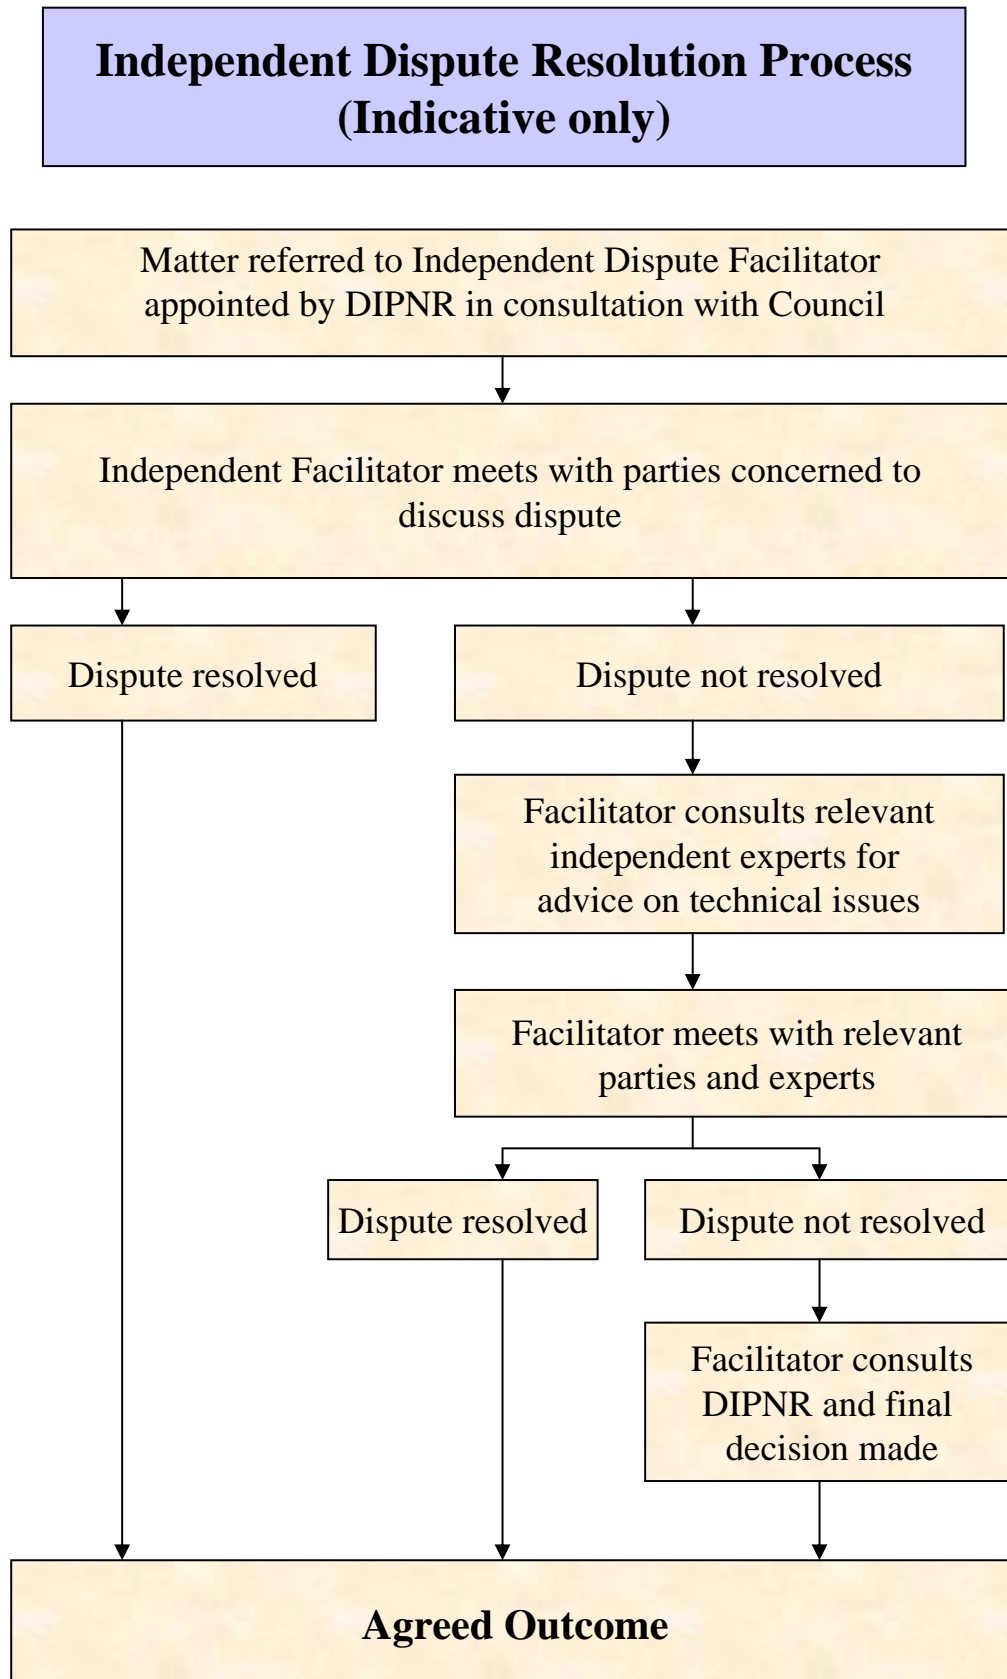 Independent Dispute Resolution Process
(Indicative only)
Matter referred to Independent Dispute Facilitator
appointed by DIPNR in consultation with Council
Independent Facilitator meets with parties concerned to
discuss dispute
Dispute resolved
Dispute not resolved
Facilitator consults relevant
independent experts for
advice on technical issues
Facilitator meets with relevant
parties and experts
Dispute resolved
Dispute not resolved
Facilitator consults
DIPNR and final
decision made
Agreed Outcome